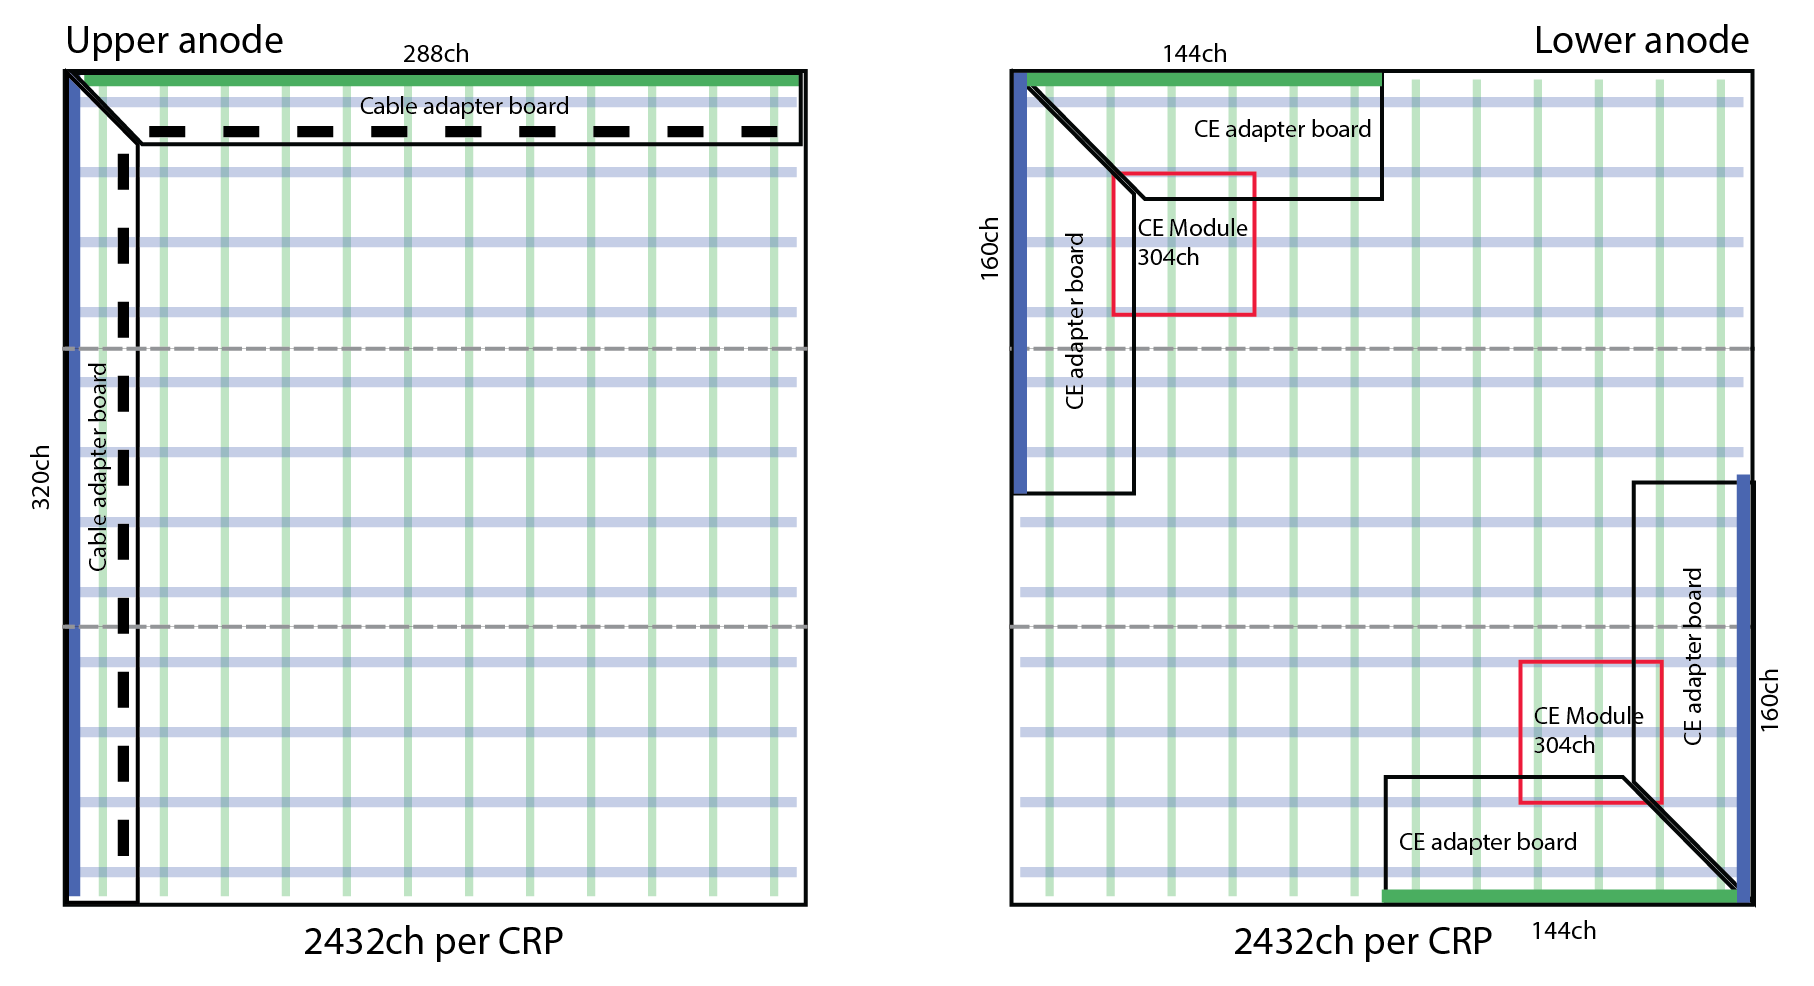 Upper anode
288ch
Cable adapter board
Cable adapter board
320ch
2432ch per CRP
Lower anode
144ch
CE adapter board
160ch
CE adapter board
CE Module
304ch
CE adapter board
160ch
CE Module
304ch
CE adapter board
2432ch per CRP
144ch